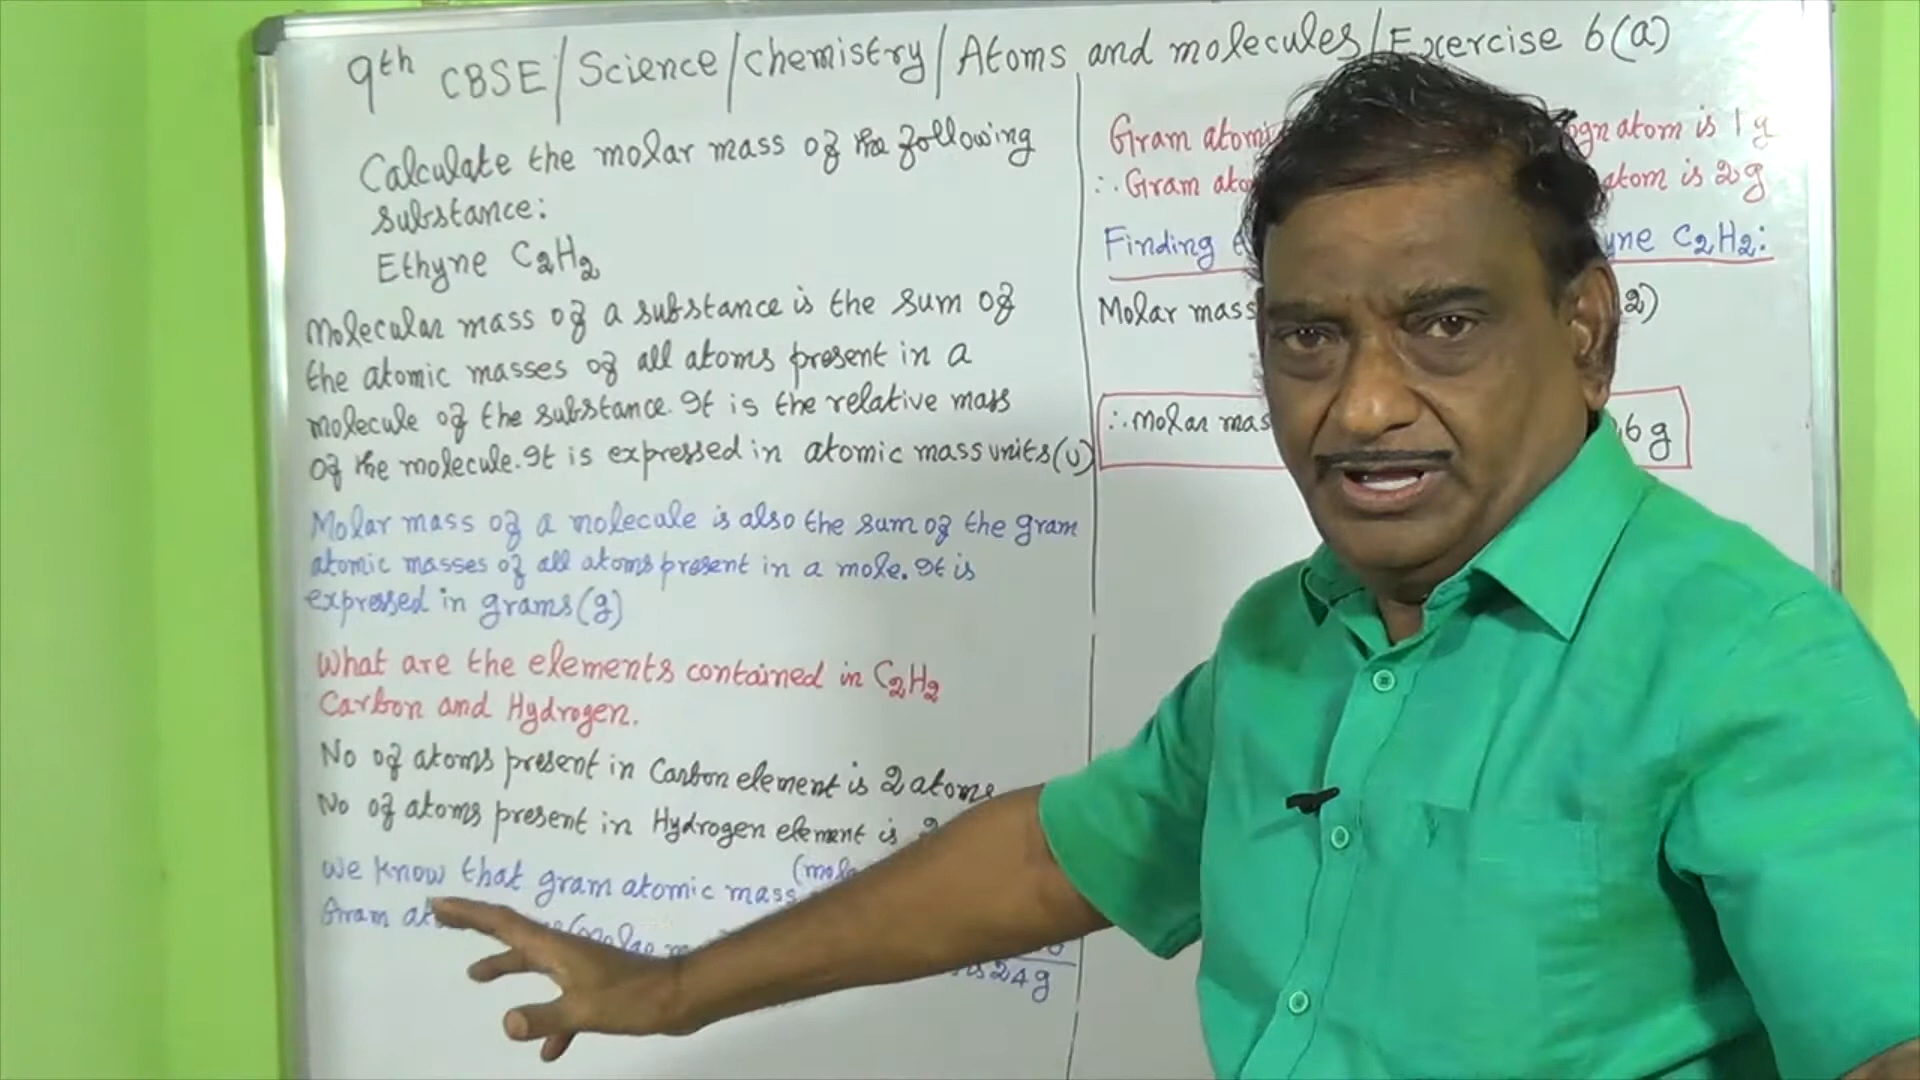 9th CBSE/Science/chemistry/Atoms and molecules/Exercise 6(a)
Calculate the molar mass of the following
substance:
Ethyne C2H2
Molecular mass of a substance is the sum of
the atomic masses of all atoms present in a
molecule of the substance. It is the relative mass
of the molecule. It is expressed in atomic mass units(u)
Molar mass of a molecule is also the sum of the gram
atomic masses of all atoms present in a mole. It is
expressed in grams(g)
What are the elements contained in C2H2
Carbon and Hydrogen.
No of atoms present in Carbon element is 2 atoms
No of atoms present in Hydrogen element is
We know that gram atomic mass
Gram
is 24g
Gram
atom is 1g
∴ Gram
atom is 2g
Finding
C2H2:
Molar mass
2)
∴ Molar
6g